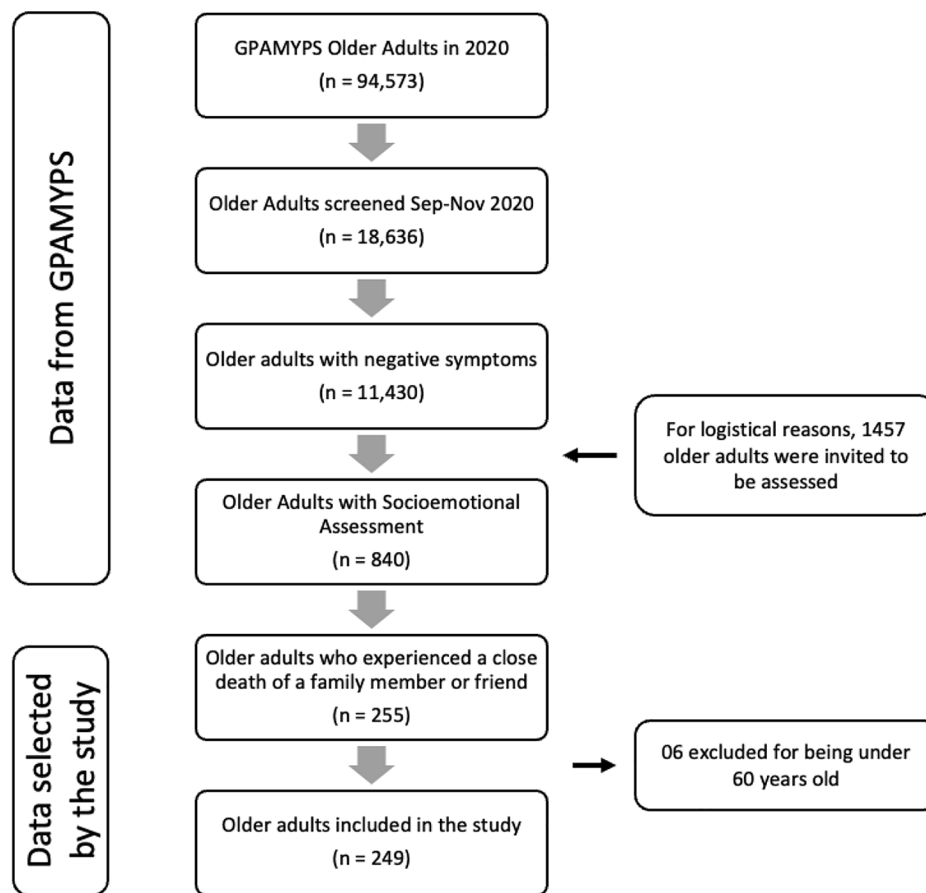 Data from GPAMYPS
GPAMYPS Older Adults in 2020
(n = 94,573)
Older Adults screened Sep-Nov 2020
(n = 18,636)
Older adults with negative symptoms
(n = 11,430)
For logistical reasons, 1457
older adults were invited to
be assessed
Older Adults with Socioemotional
Assessment
(n = 840)
Data selected
by the study
Older adults who experienced a close
death of a family member or friend
(n = 255)
06 excluded for being under
60 years old
Older adults included in the study
(n = 249)